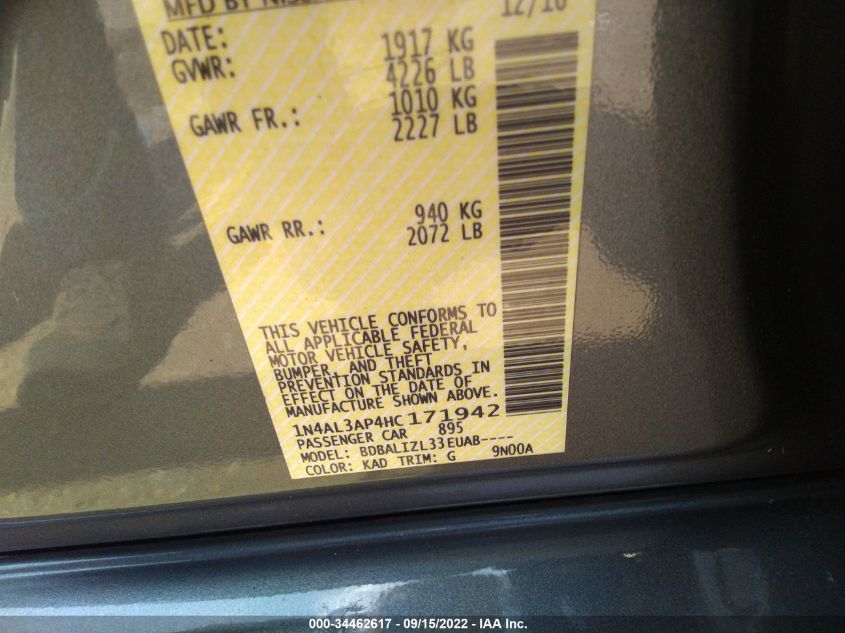 MFD BY NISS
DATE: 12/16
GVWR: 1917 KG
4226 LB
GAWR FR.: 1010 KG
2227 LB
GAWR RR.: 940 KG
2072 LB
THIS VEHICLE CONFORMS TO
ALL APPLICABLE FEDERAL
MOTOR VEHICLE SAFETY,
BUMPER, AND THEFT
PREVENTION STANDARDS IN
EFFECT ON THE DATE OF
MANUFACTURE SHOWN ABOVE.
1N4AL3AP4HC171942
PASSENGER CAR 895
MODEL: BDBALIZL33EUAB----
COLOR: KAD TRIM: G 9N00A
000-34462617 - 09/15/2022 - IAA Inc.